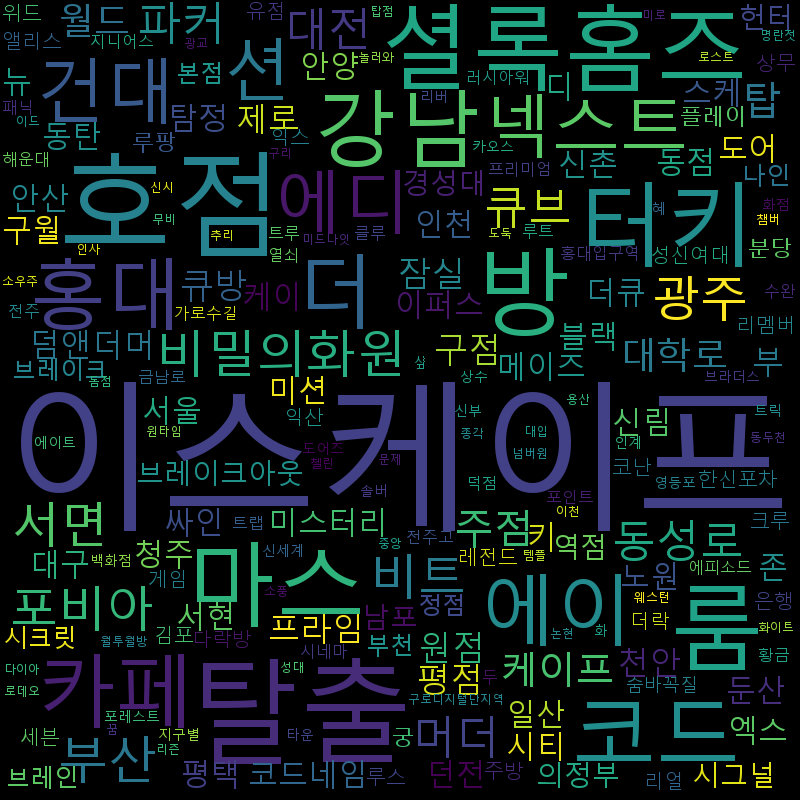 위드 월드 파커 유점 대전 탑점 셜록홈즈 헌터
앨리스 지니어스 션 광교 놀러와 미로 명란젓
뉴 건대 본점 안양 러시아워 디 스케 탑 로스트 상무
패닉 이드 동탄 탐정 제로 강남 넥스트 리버 플레이
루팡 익스 카오스 도어
해운대 호점 구리 프리미엄 신촌 동점 나인
안산 신시 에디 경성대 큐브 터키 혜 챔버 화점
구월 무비 추리 트루 인천 클루 도둑 루트
인사 열쇠 미드나잇 홍대입구역 성신여대 분당
소우주 홍대 큐방 케이 더 잠실 방 더큐 광주 수완
전주 가로수길 이퍼스 리멤버
덤앤더머 비밀의화원 구점 블랙 대학로 부
브레이크 홈점 금남로 미션 삶 상수 메이즈 브라더스
이스케이프
서울 익산 신부 신림 용산 트릭
에이트 원타임 도어즈 종각 대입 인계 동두천
브레이크아웃 챌린 문제 덕점 넘버원 코난 영등포 한신포차
서면 싸인 트랩 솔버 포인트 이천
미스터리 주점 키 동성로 크루
대구 백화점 청주 신세계 마스 중앙 전주고 레전드 역점 템플 에피소드 존
게임 비트 에이 노원 은행
포비아 서현 소풍 정점 룸 웨스턴
시크릿 김포 다락방 프라임 남포 더락 화이트
월투월방 시네마 부천 원점 논현 화 황금
다이아 카페 탈출 성대 평점 두 케이프 천안 숨바꼭질 둔산
로데오 포레스트 꿈 구로디지털단지역
세븐 지구별 타운 궁 머더 일산 코드 엑스
부산 리즌 시티
브레인 평택 코드네임 루스 던전 주방 의정부 리얼 시그널